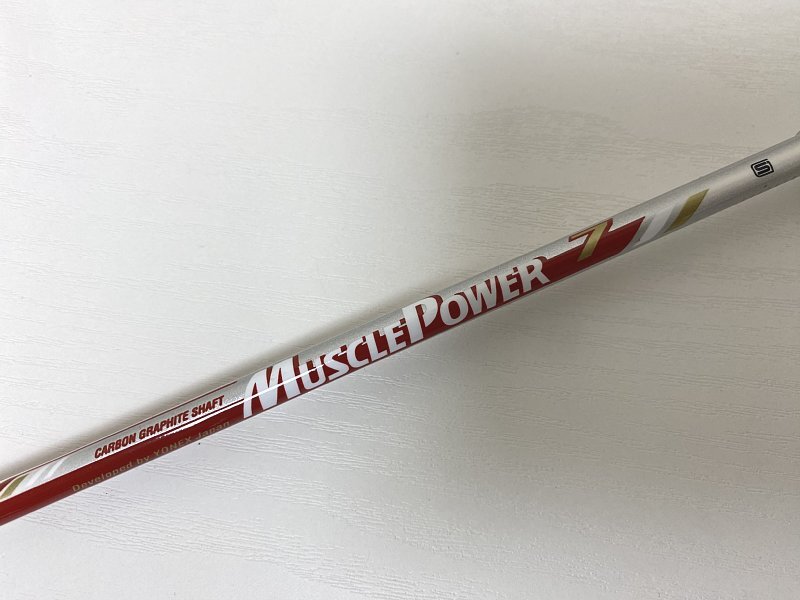 CARBON GRAPHITE SHAFT
Developed by YONEX Japan
MUSCLEPOWER 7
S